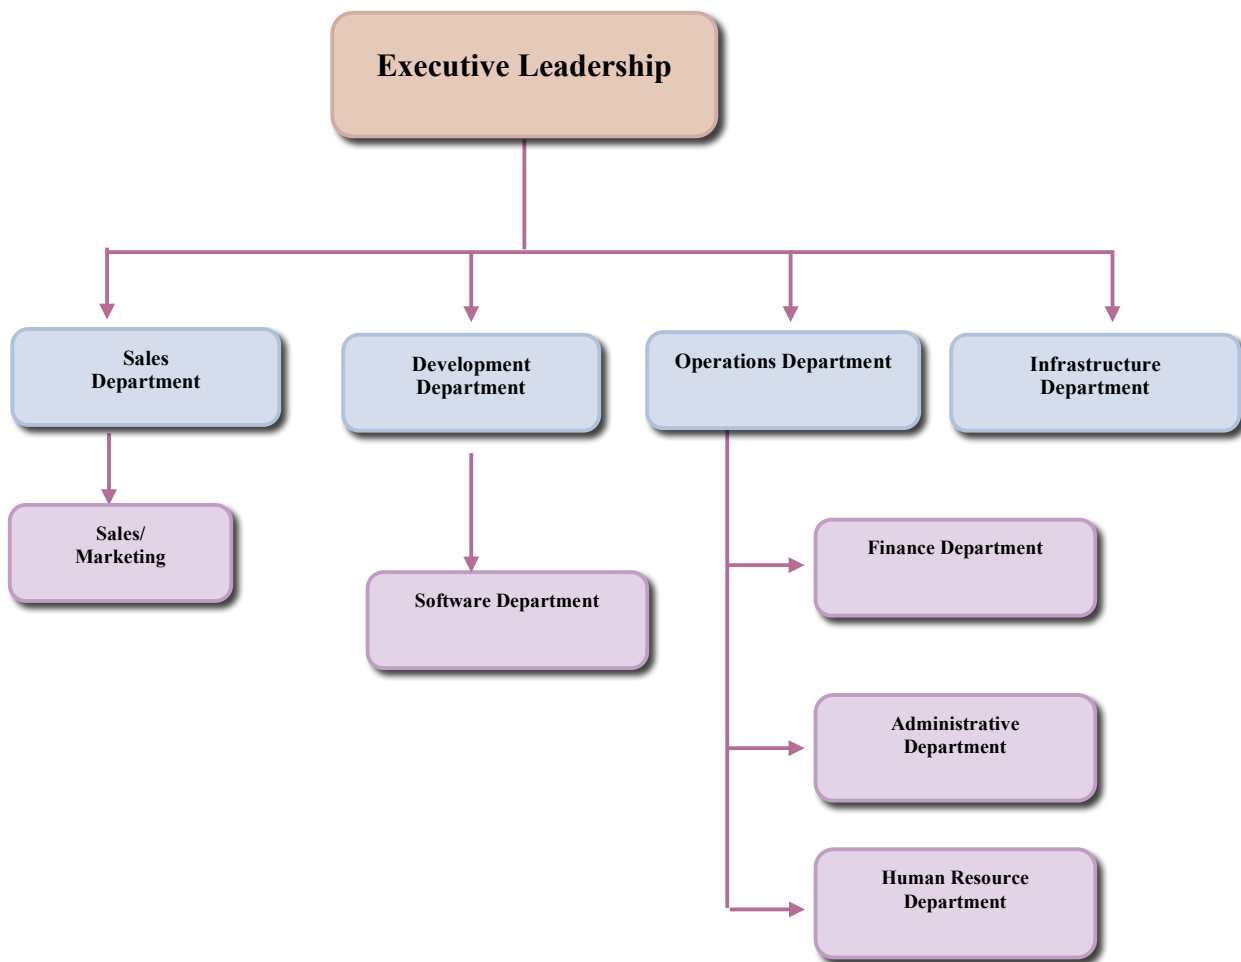 Executive Leadership
Sales
Department
Development
Department
Operations Department
Infrastructure
Department
Sales/
Marketing
Software Department
Finance Department
Administrative
Department
Human Resource
Department